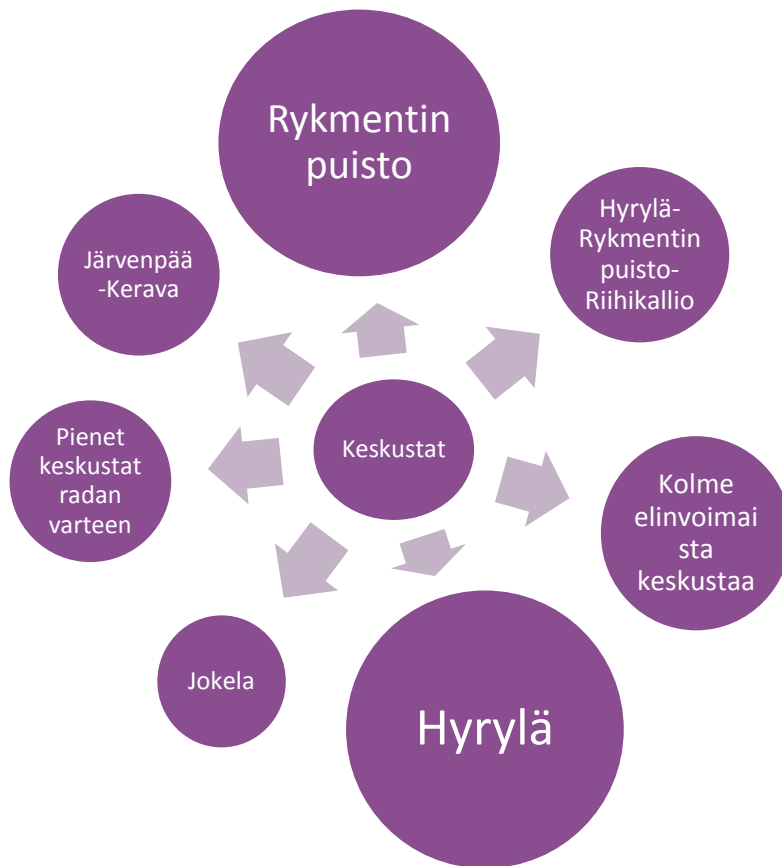 Rykmentin
puisto
Hyrylä-
Rykmentin
puisto-
Riihikallio
Järvenpää
-Kerava
Keskustat
Pienet
keskustat
radan
varteen
Kolme
elinvoimai
sta
keskustaa
Jokela
Hyrylä